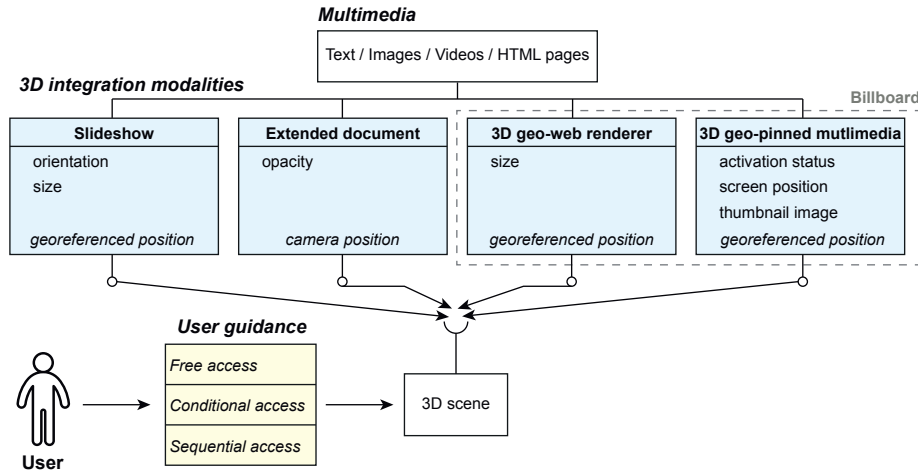 Multimedia
Text / Images / Videos / HTML pages
3D integration modalities
Billboard
Slideshow
orientation
size
georeferenced position
Extended document
opacity
camera position
3D geo-web renderer
size
georeferenced position
3D geo-pinned mutlimedia
activation status
screen position
thumbnail image
georeferenced position
User guidance
Free access
Conditional access
Sequential access
3D scene
User